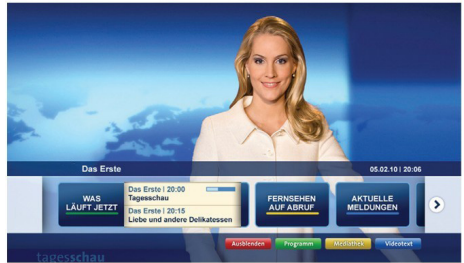 Das Erste
05.02.10 | 20:06
WAS
LÄUFT JETZT
Das Erste | 20:00
Tagesschau
Das Erste | 20:15
Liebe und andere Delikatessen
FERNSEHEN
AUF ABRUF
AKTUELLE
MELDUNGEN
Ausblenden
Programm
Mediathek
Videotext
tagesschau